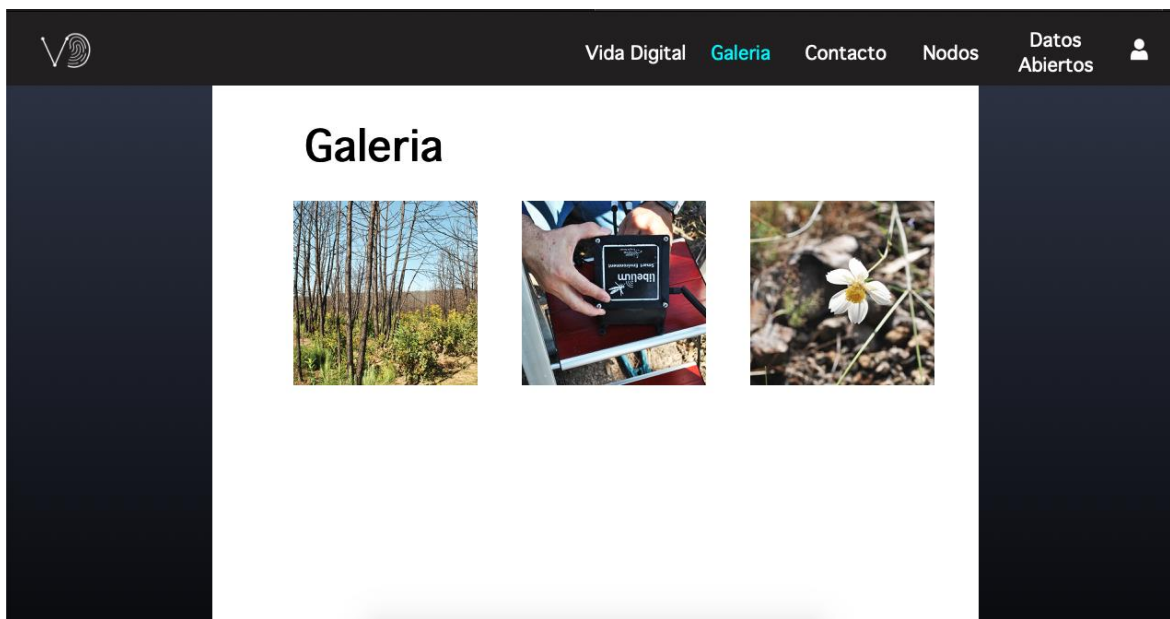 Vida Digital
Galeria
Contacto
Nodos
Datos
Abiertos
Galeria
libelium
Smart Environment